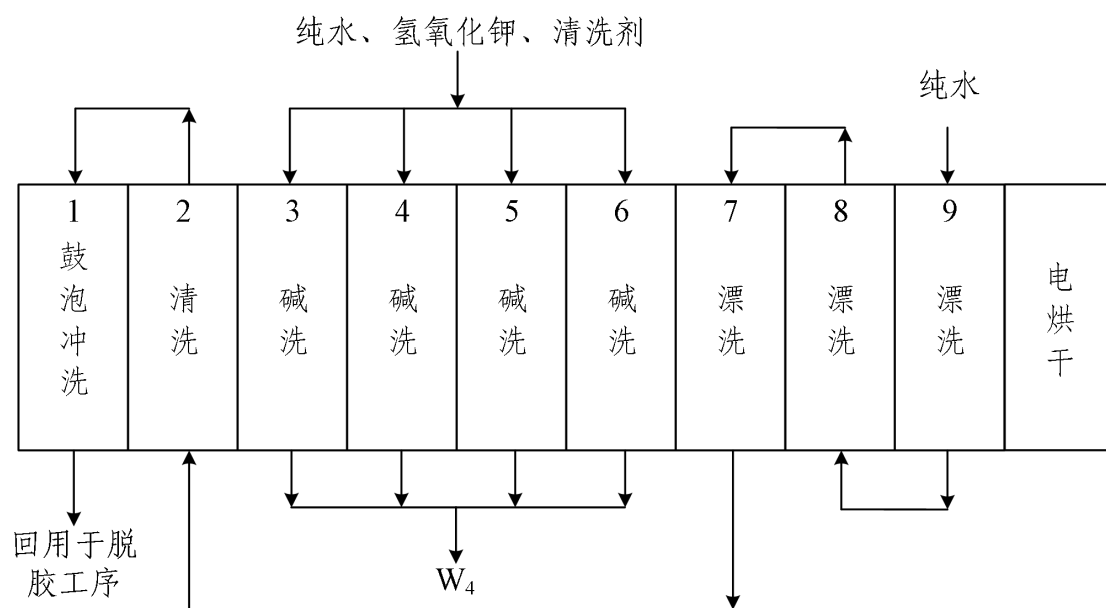 纯水、氢氧化钾、清洗剂
纯水
1 2 3 4 5 6 7 8 9
鼓泡冲洗
清洗
碱洗
碱洗
碱洗
碱洗
漂洗
漂洗
漂洗
电烘干
回用于脱
胶工序
W₄